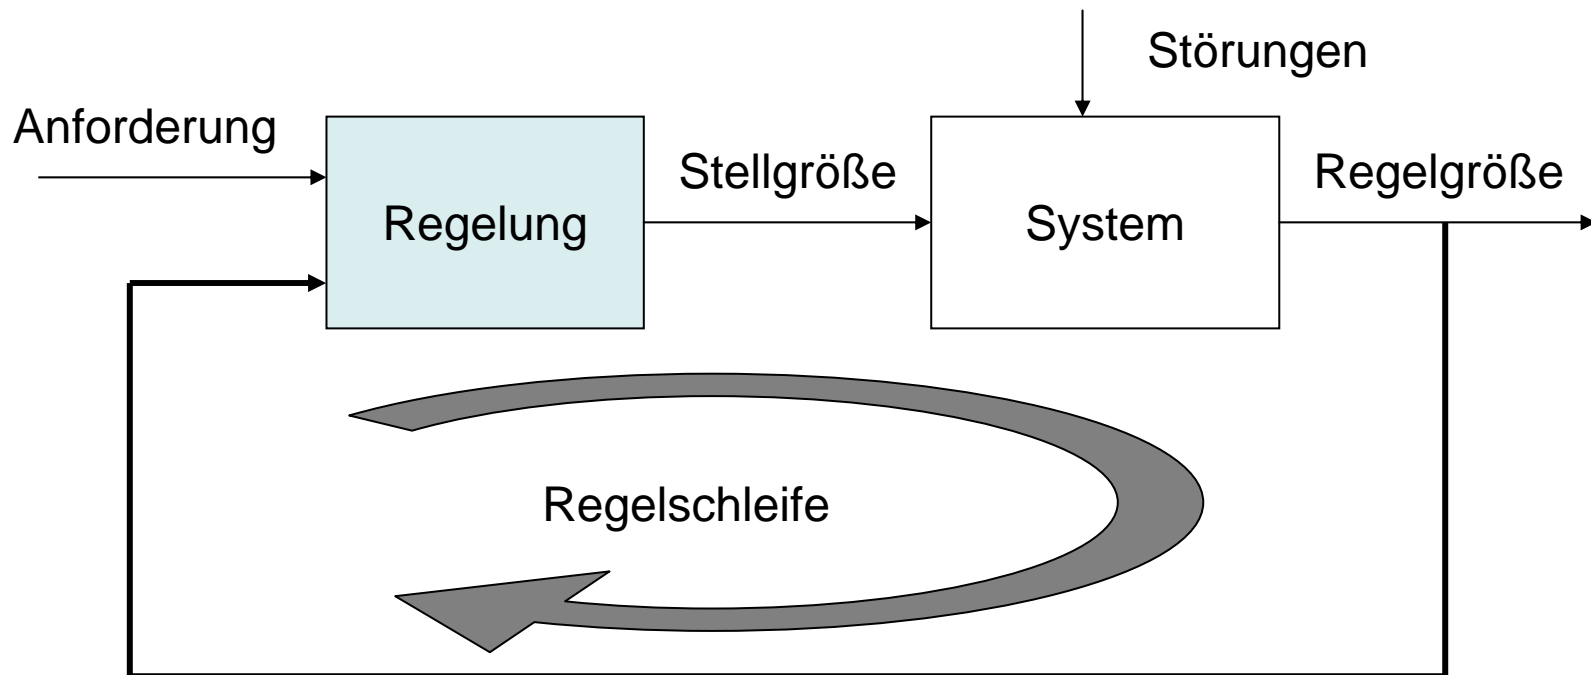 Störungen
Anforderung
Stellgröße
Regelgröße
Regelung
System
Regelschleife